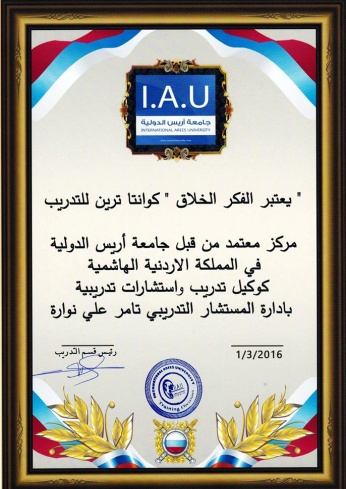 I.A.U
جامعة أريس الدولية
INTERNATIONAL AREES UNIVERSITY
" يعتبر الفكر الخلاق " كوانتا ترين للتدريب
مركز معتمد من قبل جامعة أريس الدولية
في المملكة الاردنية الهاشمية
كوكيل تدريب واستشارات تدريبية
بادارة المستشار التدريبي تامر علي نوارة
رئيس قسم التدريب
1/3/2016